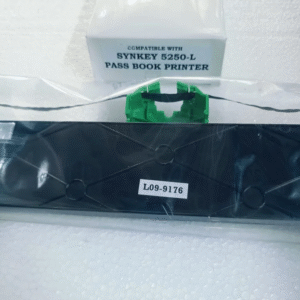 COMPATIBLE WITH
SYNKEY 5250-L
PASS BOOK PRINTER
L09-9176